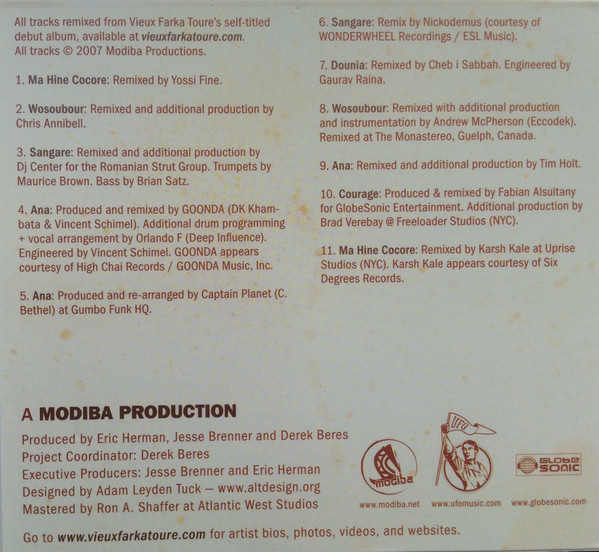 All tracks remixed from Vieux Farka Toure's self-titled
debut album, available at vieuxfarkatoure.com.
All tracks © 2007 Modiba Productions.
1. Ma Hine Cocore: Remixed by Yossi Fine.
2. Wosoubour: Remixed and additional production by
Chris Annibell.
3. Sangare: Remixed and additional production by
Dj Center for the Romanian Strut Group. Trumpets by
Maurice Brown. Bass by Brian Satz.
4. Ana: Produced and remixed by GOONDA (DK Kham-
bata & Vincent Schimel). Additional drum programming
+ vocal arrangement by Orlando F (Deep Influence).
Engineered by Vincent Schimel. GOONDA appears
courtesy of High Chai Records / GOONDA Music, Inc.
5. Ana: Produced and re-arranged by Captain Planet (C.
Bethel) at Gumbo Funk HQ.
6. Sangare: Remix by Nickodemus (courtesy of
WONDERWHEEL Recordings / ESL Music).
7. Dounia: Remixed by Cheb i Sabbah. Engineered by
Gaurav Raina.
8. Wosoubour: Remixed with additional production
and instrumentation by Andrew McPherson (Eccodek).
Remixed at The Monastereo, Guelph, Canada.
9. Ana: Remixed and additional production by Tim Holt.
10. Courage: Produced & remixed by Fabian Alsultany
for GlobeSonic Entertainment. Additional production by
Brad Verebay @ Freeloader Studios (NYC).
11. Ma Hine Cocore: Remixed by Karsh Kale at Uprise
Studios (NYC). Karsh Kale appears courtesy of Six
Degrees Records.
A MODIBA PRODUCTION
Produced by Eric Herman, Jesse Brenner and Derek Beres
Project Coordinator: Derek Beres
Executive Producers: Jesse Brenner and Eric Herman
Designed by Adam Leyden Tuck — www.altdesign.org
Mastered by Ron A. Shaffer at Atlantic West Studios
modiba
UFO
GLOBE
SONIC
www.modiba.net
www.ufomusic.com
www.globesonic.com
Go to www.vieuxfarkatoure.com for artist bios, photos, videos, and websites.